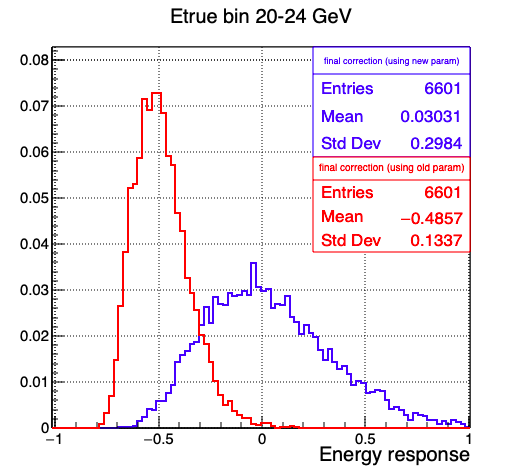 Etrue bin 20-24 GeV
final correction (using new param)
Entries 6601
Mean 0.03031
Std Dev 0.2984
final correction (using old param)
Entries 6601
Mean −0.4857
Std Dev 0.1337
0.08
0.07
0.06
0.05
0.04
0.03
0.02
0.01
0
−1 −0.5 0 0.5 1
Energy response